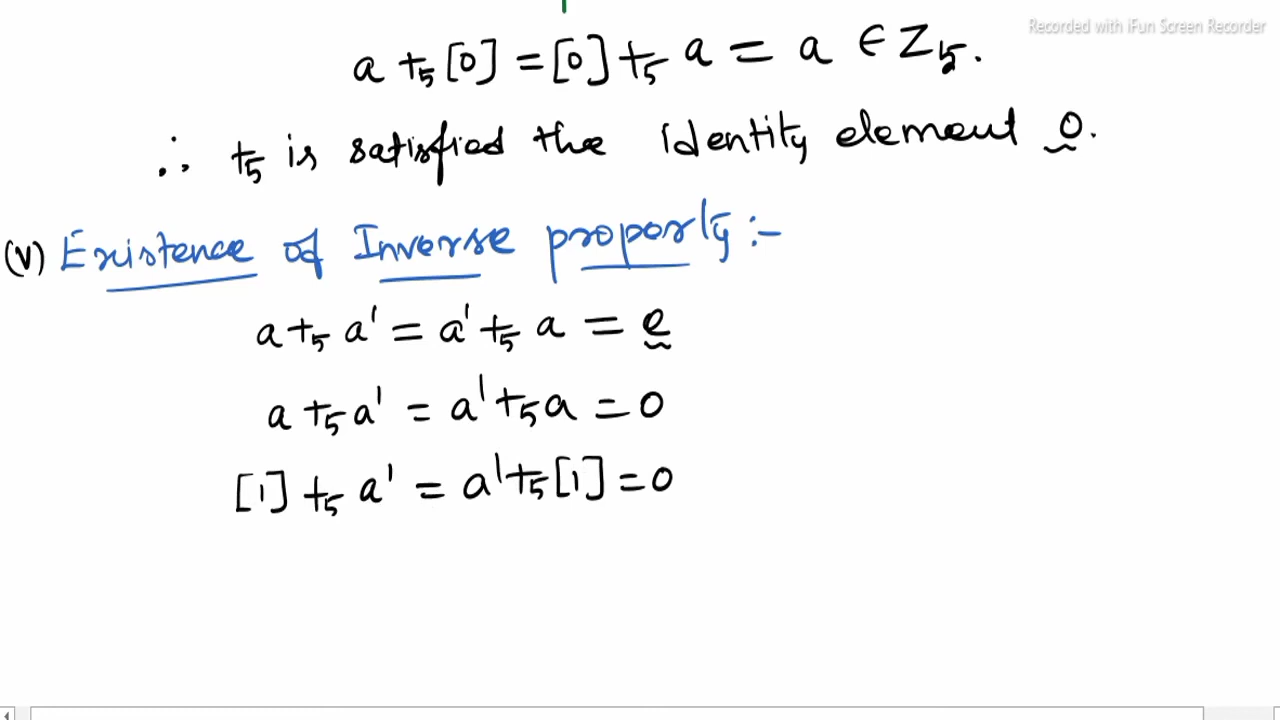 Recorded with iFun Screen Recorder
a +₅ [0] = [0] +₅ a = a ∈ Z₅.
∴ +₅ is satisfied the Identity element 0.
(V) Existence of Inverse property :-
a +₅ a' = a' +₅ a = e
a +₅ a' = a' +₅ a = 0
[1] +₅ a' = a' +₅ [1] = 0